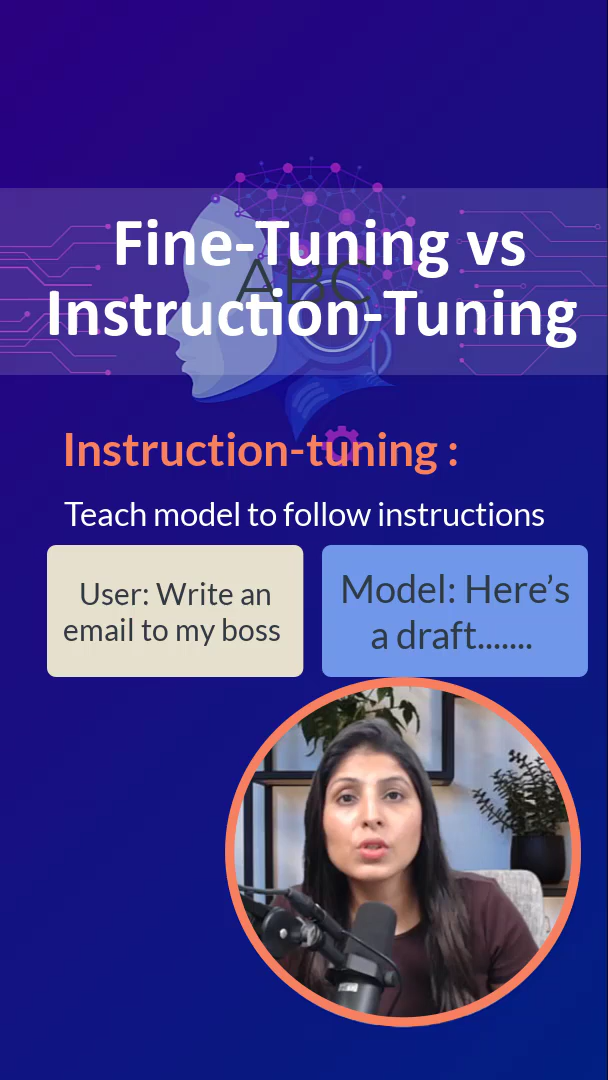 Fine-Tuning vs
ABC
Instruction-Tuning
Instruction-tuning :
Teach model to follow instructions
User: Write an
email to my boss
Model: Here’s
a draft.......